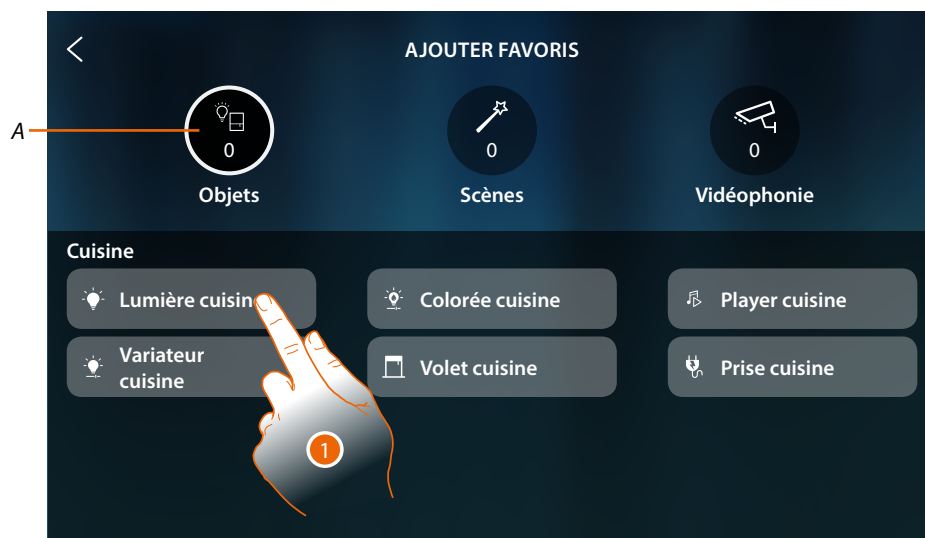 AJOUTER FAVORIS
A
0
0
0
Objets
Scènes
Vidéophonie
Cuisine
Lumière cuisin
Colorée cuisine
Player cuisine
Variateur
cuisine
Volet cuisine
Prise cuisine
1